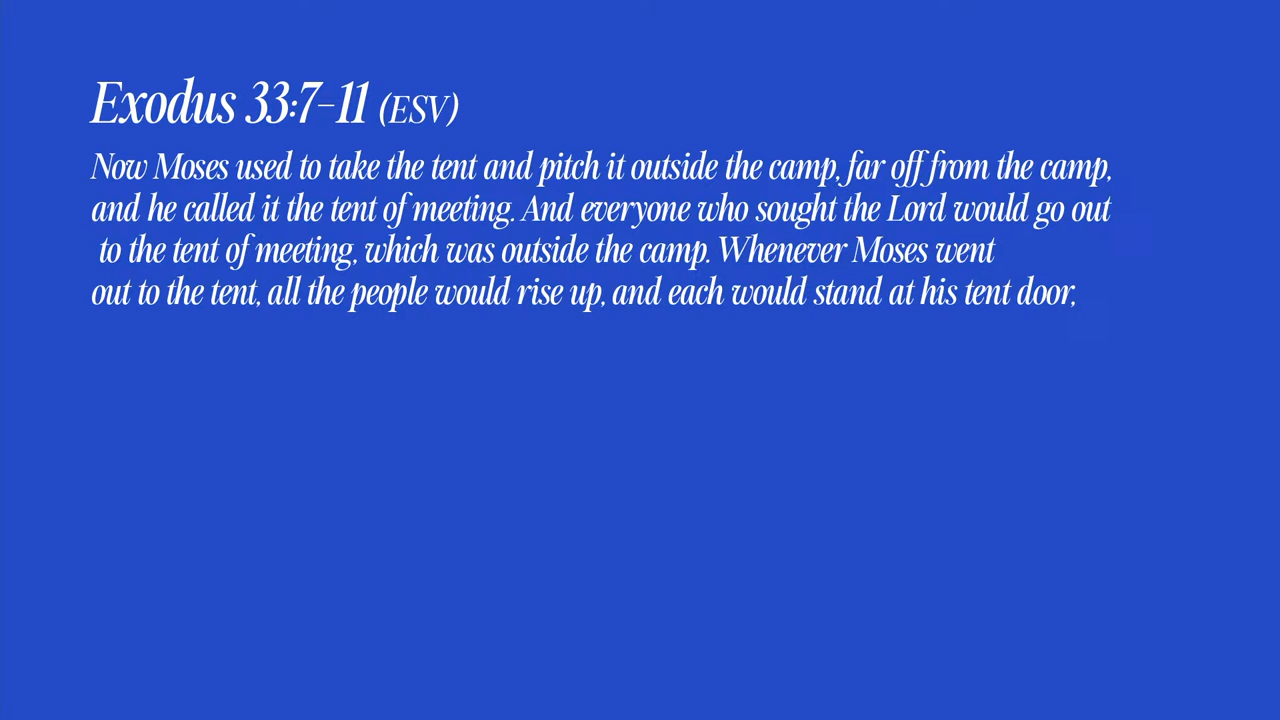 Exodus 33:7–11 (ESV)
Now Moses used to take the tent and pitch it outside the camp, far off from the camp,
and he called it the tent of meeting. And everyone who sought the Lord would go out
to the tent of meeting, which was outside the camp. Whenever Moses went
out to the tent, all the people would rise up, and each would stand at his tent door,